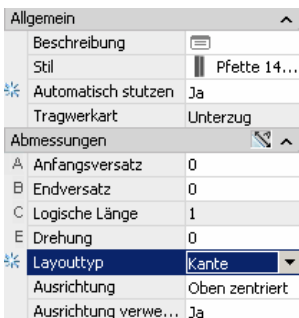 Allgemein
Beschreibung
Stil Pfette 14...
Automatisch stutzen Ja
Tragwerkart Unterzug
Abmessungen
A Anfangsversatz 0
B Endversatz 0
C Logische Länge 1
E Drehung 0
Layouttyp Kante
Ausrichtung Oben zentriert
Ausrichtung verwe... Ja